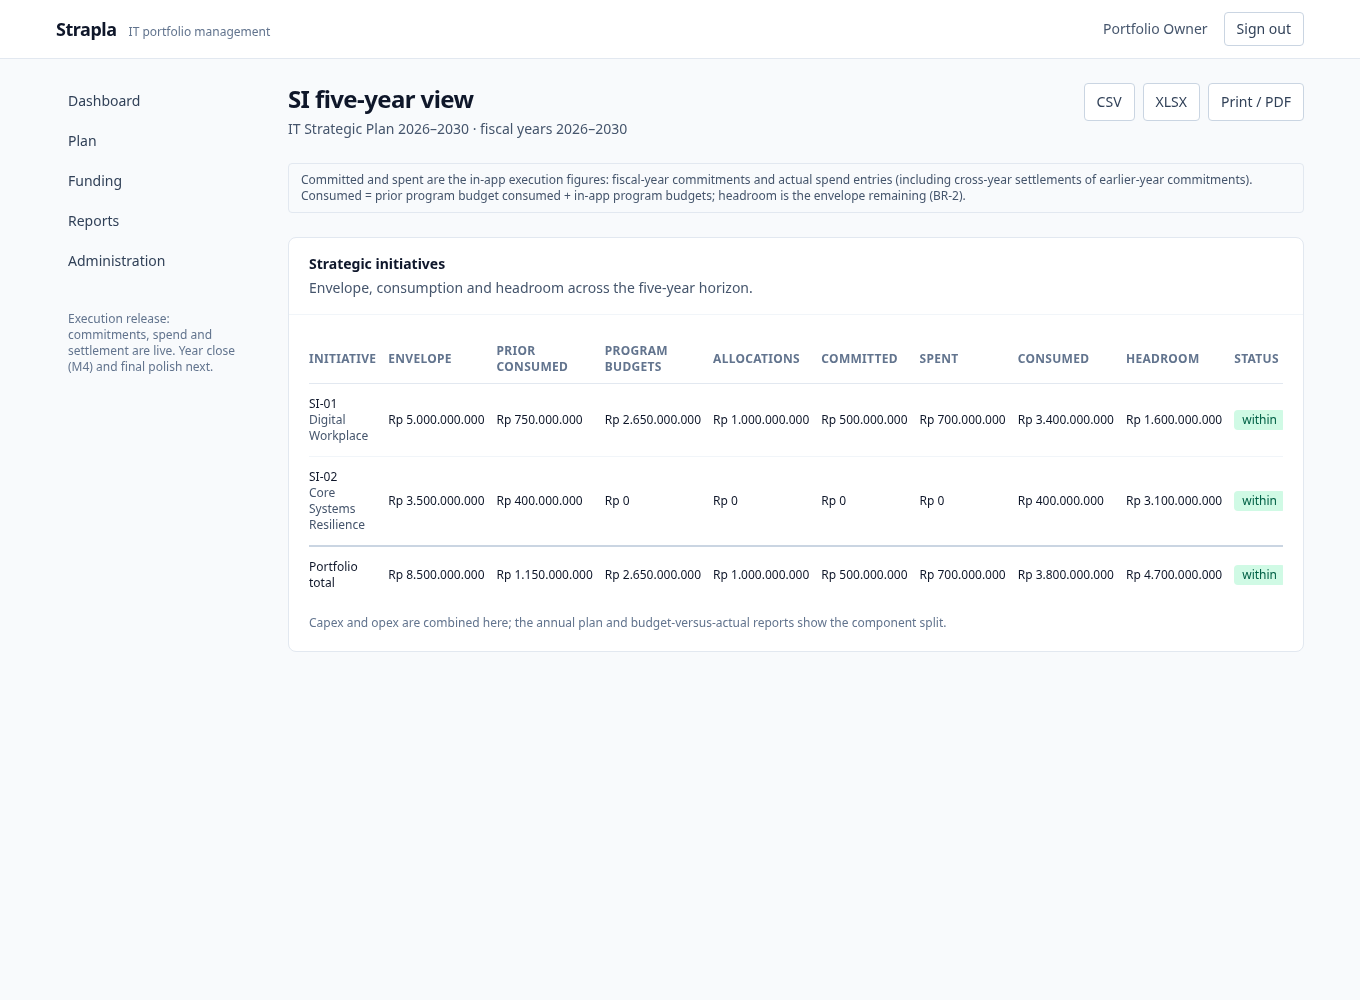 Strapla IT portfolio management
Portfolio Owner Sign out
Dashboard
Plan
Funding
Reports
Administration
Execution release:
commitments, spend and
settlement are live. Year close
(M4) and final polish next.
SI five-year view
IT Strategic Plan 2026–2030 · fiscal years 2026–2030
CSV XLSX Print / PDF
Committed and spent are the in-app execution figures: fiscal-year commitments and actual spend entries (including cross-year settlements of earlier-year commitments).
Consumed = prior program budget consumed + in-app program budgets; headroom is the envelope remaining (BR-2).
Strategic initiatives
Envelope, consumption and headroom across the five-year horizon.
INITIATIVE ENVELOPE PRIOR CONSUMED PROGRAM BUDGETS ALLOCATIONS COMMITTED SPENT CONSUMED HEADROOM STATUS
SI-01
Digital
Workplace
Rp 5.000.000.000 Rp 750.000.000 Rp 2.650.000.000 Rp 1.000.000.000 Rp 500.000.000 Rp 700.000.000 Rp 3.400.000.000 Rp 1.600.000.000 within
SI-02
Core
Systems
Resilience
Rp 3.500.000.000 Rp 400.000.000 Rp 0 Rp 0 Rp 0 Rp 0 Rp 400.000.000 Rp 3.100.000.000 within
Portfolio
total
Rp 8.500.000.000 Rp 1.150.000.000 Rp 2.650.000.000 Rp 1.000.000.000 Rp 500.000.000 Rp 700.000.000 Rp 3.800.000.000 Rp 4.700.000.000 within
Capex and opex are combined here; the annual plan and budget-versus-actual reports show the component split.